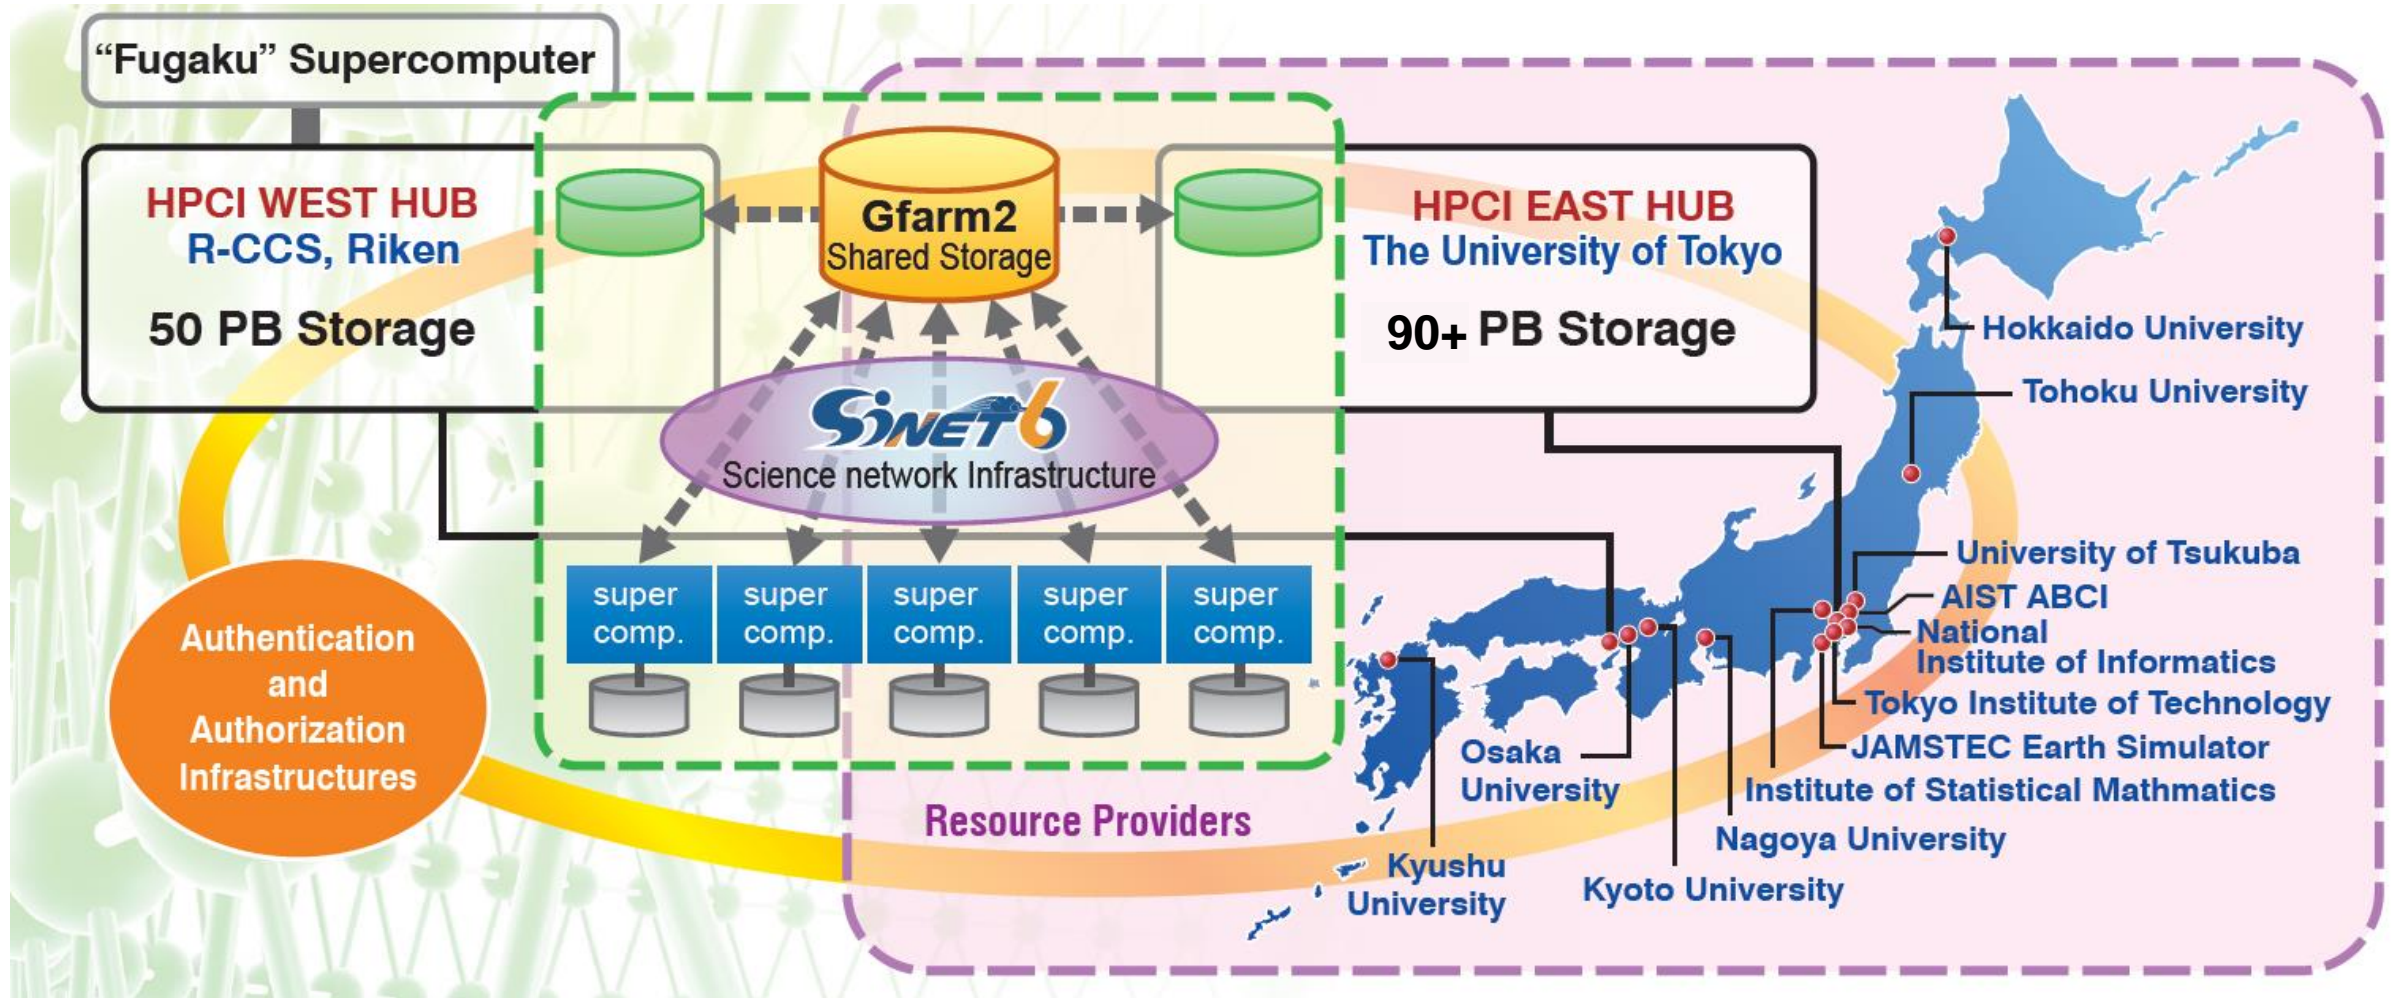 “Fugaku” Supercomputer
HPCI WEST HUB
R-CCS, Riken
50 PB Storage
Gfarm2
Shared Storage
HPCI EAST HUB
The University of Tokyo
90+ PB Storage
SiNET6
Science network Infrastructure
super
comp.
super
comp.
super
comp.
super
comp.
super
comp.
Authentication
and
Authorization
Infrastructures
Resource Providers
Hokkaido University
Tohoku University
University of Tsukuba
AIST ABCI
National
Institute of Informatics
Tokyo Institute of Technology
JAMSTEC Earth Simulator
Institute of Statistical Mathmatics
Nagoya University
Kyoto University
Osaka
University
Kyushu
University